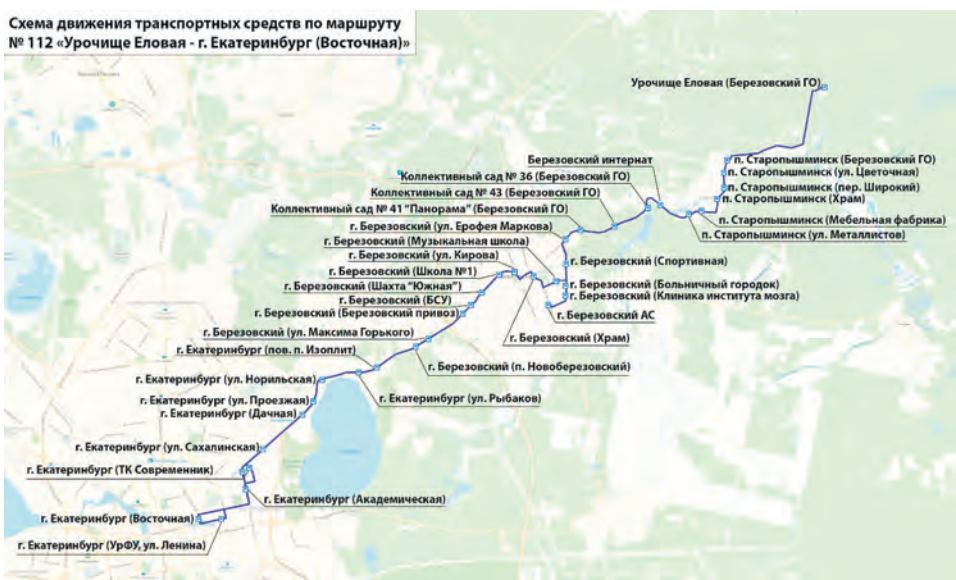 Схема движения транспортных средств по маршруту
№ 112 «Урочище Еловая - г. Екатеринбург (Восточная)»
Урочище Еловая (Березовский ГО)
п. Старопышминск (Березовский ГО)
п. Старопышминск (ул. Цветочная)
п. Старопышминск (пер. Широкий)
п. Старопышминск (Храм)
п. Старопышминск (Мебельная фабрика)
п. Старопышминск (ул. Металлистов)
Березовский интернат
Коллективный сад № 36 (Березовский ГО)
Коллективный сад № 43 (Березовский ГО)
Коллективный сад № 41 "Панорама" (Березовский ГО)
г. Березовский (ул. Ерофея Маркова)
г. Березовский (Музыкальная школа)
г. Березовский (ул. Кирова)
г. Березовский (Спортивная)
г. Березовский (Школа №1)
г. Березовский (Больничный городок)
г. Березовский (Шахта "Южная")
г. Березовский (Клиника института мозга)
г. Березовский (БСУ)
г. Березовский (Березовский привоз)
г. Березовский АС
г. Березовский (ул. Максима Горького)
г. Березовский (Храм)
г. Екатеринбург (пов. п. Изоплит)
г. Березовский (п. Новоберезовский)
г. Екатеринбург (ул. Норильская)
г. Екатеринбург (ул. Проезжая)
г. Екатеринбург (ул. Рыбаков)
г. Екатеринбург (Дачная)
г. Екатеринбург (ул. Сахалинская)
г. Екатеринбург (ТК Современник)
г. Екатеринбург (Академическая)
г. Екатеринбург (Восточная)
г. Екатеринбург (УрФУ, ул. Ленина)